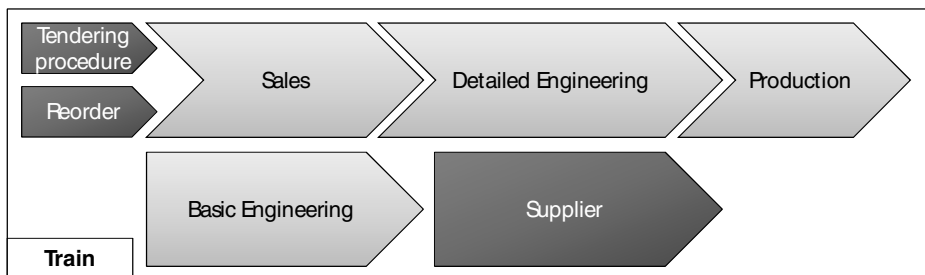 Tendering
procedure
Reorder
Sales
Detailed Engineering
Production
Basic Engineering
Supplier
Train